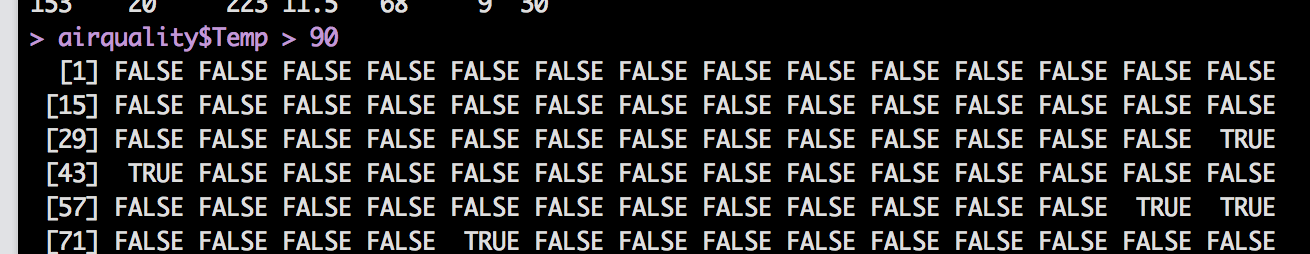 153 20 223 11.5 68 9 30
> airquality$Temp > 90
[1] FALSE FALSE FALSE FALSE FALSE FALSE FALSE FALSE FALSE FALSE FALSE FALSE FALSE FALSE
[15] FALSE FALSE FALSE FALSE FALSE FALSE FALSE FALSE FALSE FALSE FALSE FALSE FALSE FALSE
[29] FALSE FALSE FALSE FALSE FALSE FALSE FALSE FALSE FALSE FALSE FALSE FALSE FALSE TRUE
[43] TRUE FALSE FALSE FALSE FALSE FALSE FALSE FALSE FALSE FALSE FALSE FALSE FALSE FALSE
[57] FALSE FALSE FALSE FALSE FALSE FALSE FALSE FALSE FALSE FALSE FALSE FALSE TRUE TRUE
[71] FALSE FALSE FALSE FALSE TRUE FALSE FALSE FALSE FALSE FALSE FALSE FALSE FALSE FALSE